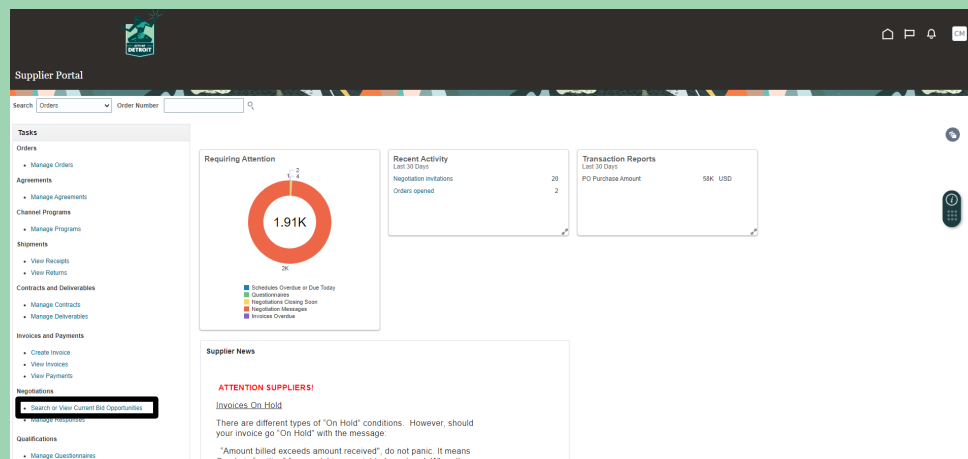 CITY OF
DETROIT
CM
Supplier Portal
Search Orders Order Number
Tasks
Orders
Manage Orders
Agreements
Manage Agreements
Channel Programs
Manage Programs
Shipments
View Receipts
View Returns
Contracts and Deliverables
Manage Contracts
Manage Deliverables
Invoices and Payments
Create Invoice
View Invoices
View Payments
Negotiations
Search or View Current Bid Opportunities
Manage Responses
Qualifications
Manage Questionnaires
Requiring Attention
2
1 4
1.91K
2K
Schedules Overdue or Due Today
Questionnaires
Negotiations Closing Soon
Negotiation Messages
Invoices Overdue
Recent Activity
Last 30 Days
Negotiation invitations 20
Orders opened 2
Transaction Reports
Last 30 Days
PO Purchase Amount 58K USD
Supplier News
ATTENTION SUPPLIERS!
Invoices On Hold
There are different types of "On Hold" conditions. However, should
your invoice go "On Hold" with the message:
"Amount billed exceeds amount received", do not panic. It means